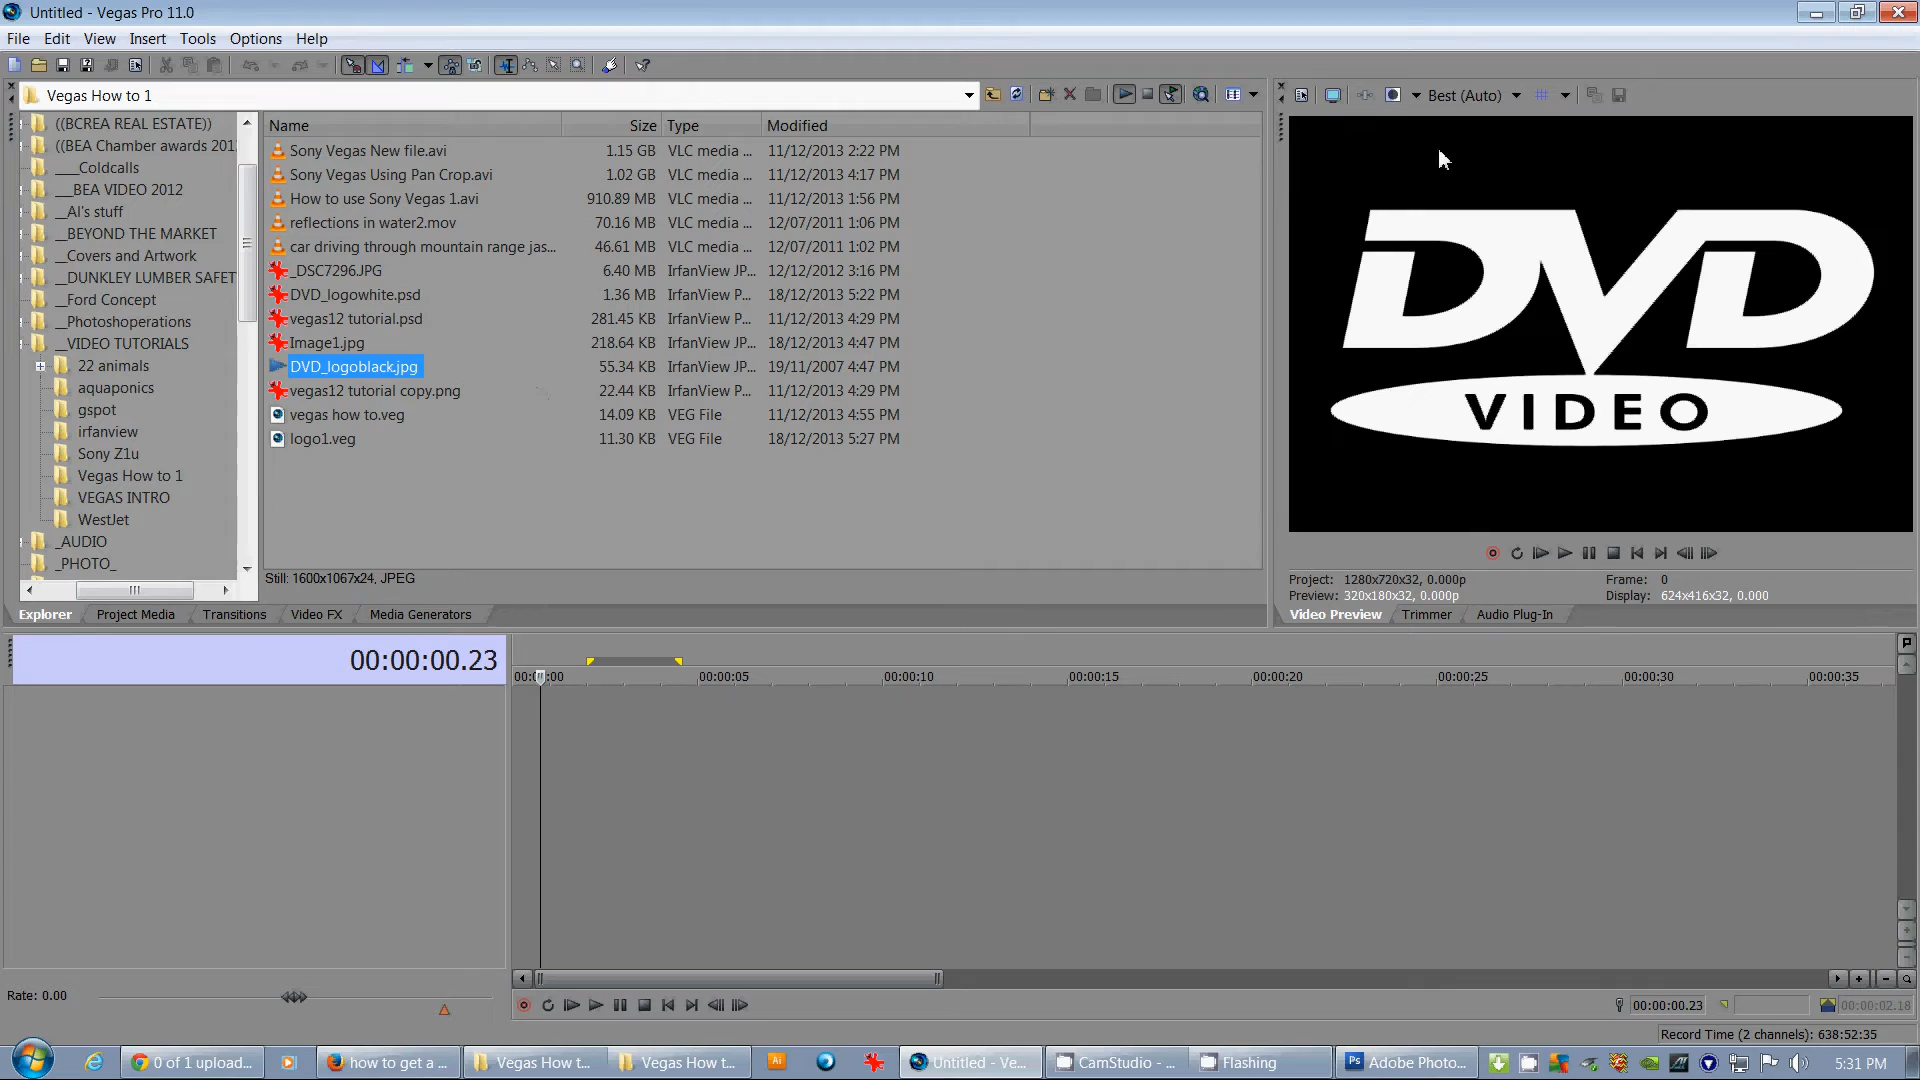 Untitled - Vegas Pro 11.0
File Edit View Insert Tools Options Help
Vegas How to 1
Best (Auto)
((BCREA REAL ESTATE))
((BEA Chamber awards 201
___Coldcalls
__BEA VIDEO 2012
__Al's stuff
__BEYOND THE MARKET
__Covers and Artwork
__DUNKLEY LUMBER SAFET
__Ford Concept
__Photoshoperations
__VIDEO TUTORIALS
22 animals
aquaponics
gspot
irfanview
Sony Z1u
Vegas How to 1
VEGAS INTRO
WestJet
_AUDIO
_PHOTO_
Name Size Type Modified
Sony Vegas New file.avi 1.15 GB VLC media ... 11/12/2013 2:22 PM
Sony Vegas Using Pan Crop.avi 1.02 GB VLC media ... 11/12/2013 4:17 PM
How to use Sony Vegas 1.avi 910.89 MB VLC media ... 11/12/2013 1:56 PM
reflections in water2.mov 70.16 MB VLC media ... 12/07/2011 1:06 PM
car driving through mountain range jas... 46.61 MB VLC media ... 12/07/2011 1:02 PM
_DSC7296.JPG 6.40 MB IrfanView JP... 12/12/2012 3:16 PM
DVD_logowhite.psd 1.36 MB IrfanView P... 18/12/2013 5:22 PM
vegas12 tutorial.psd 281.45 KB IrfanView P... 11/12/2013 4:29 PM
Image1.jpg 218.64 KB IrfanView JP... 18/12/2013 4:47 PM
DVD_logoblack.jpg 55.34 KB IrfanView JP... 19/11/2007 4:47 PM
vegas12 tutorial copy.png 22.44 KB IrfanView P... 11/12/2013 4:29 PM
vegas how to.veg 14.09 KB VEG File 11/12/2013 4:55 PM
logo1.veg 11.30 KB VEG File 18/12/2013 5:27 PM
Still: 1600x1067x24, JPEG
Explorer Project Media Transitions Video FX Media Generators
DVD
VIDEO
Project: 1280x720x32, 0.000p Frame: 0
Preview: 320x180x32, 0.000p Display: 624x416x32, 0.000
Video Preview Trimmer Audio Plug-In
00:00:00.23
00:00:05 00:00:10 00:00:15 00:00:20 00:00:25 00:00:30 00:00:35
Rate: 0.00
00:00:00.23 00:00:02.18
Record Time (2 channels): 638:52:35
0 of 1 upload... how to get a ... Vegas How t... Vegas How t... Ai Untitled - Ve... CamStudio - ... Flashing Ps Adobe Photo... 5:31 PM